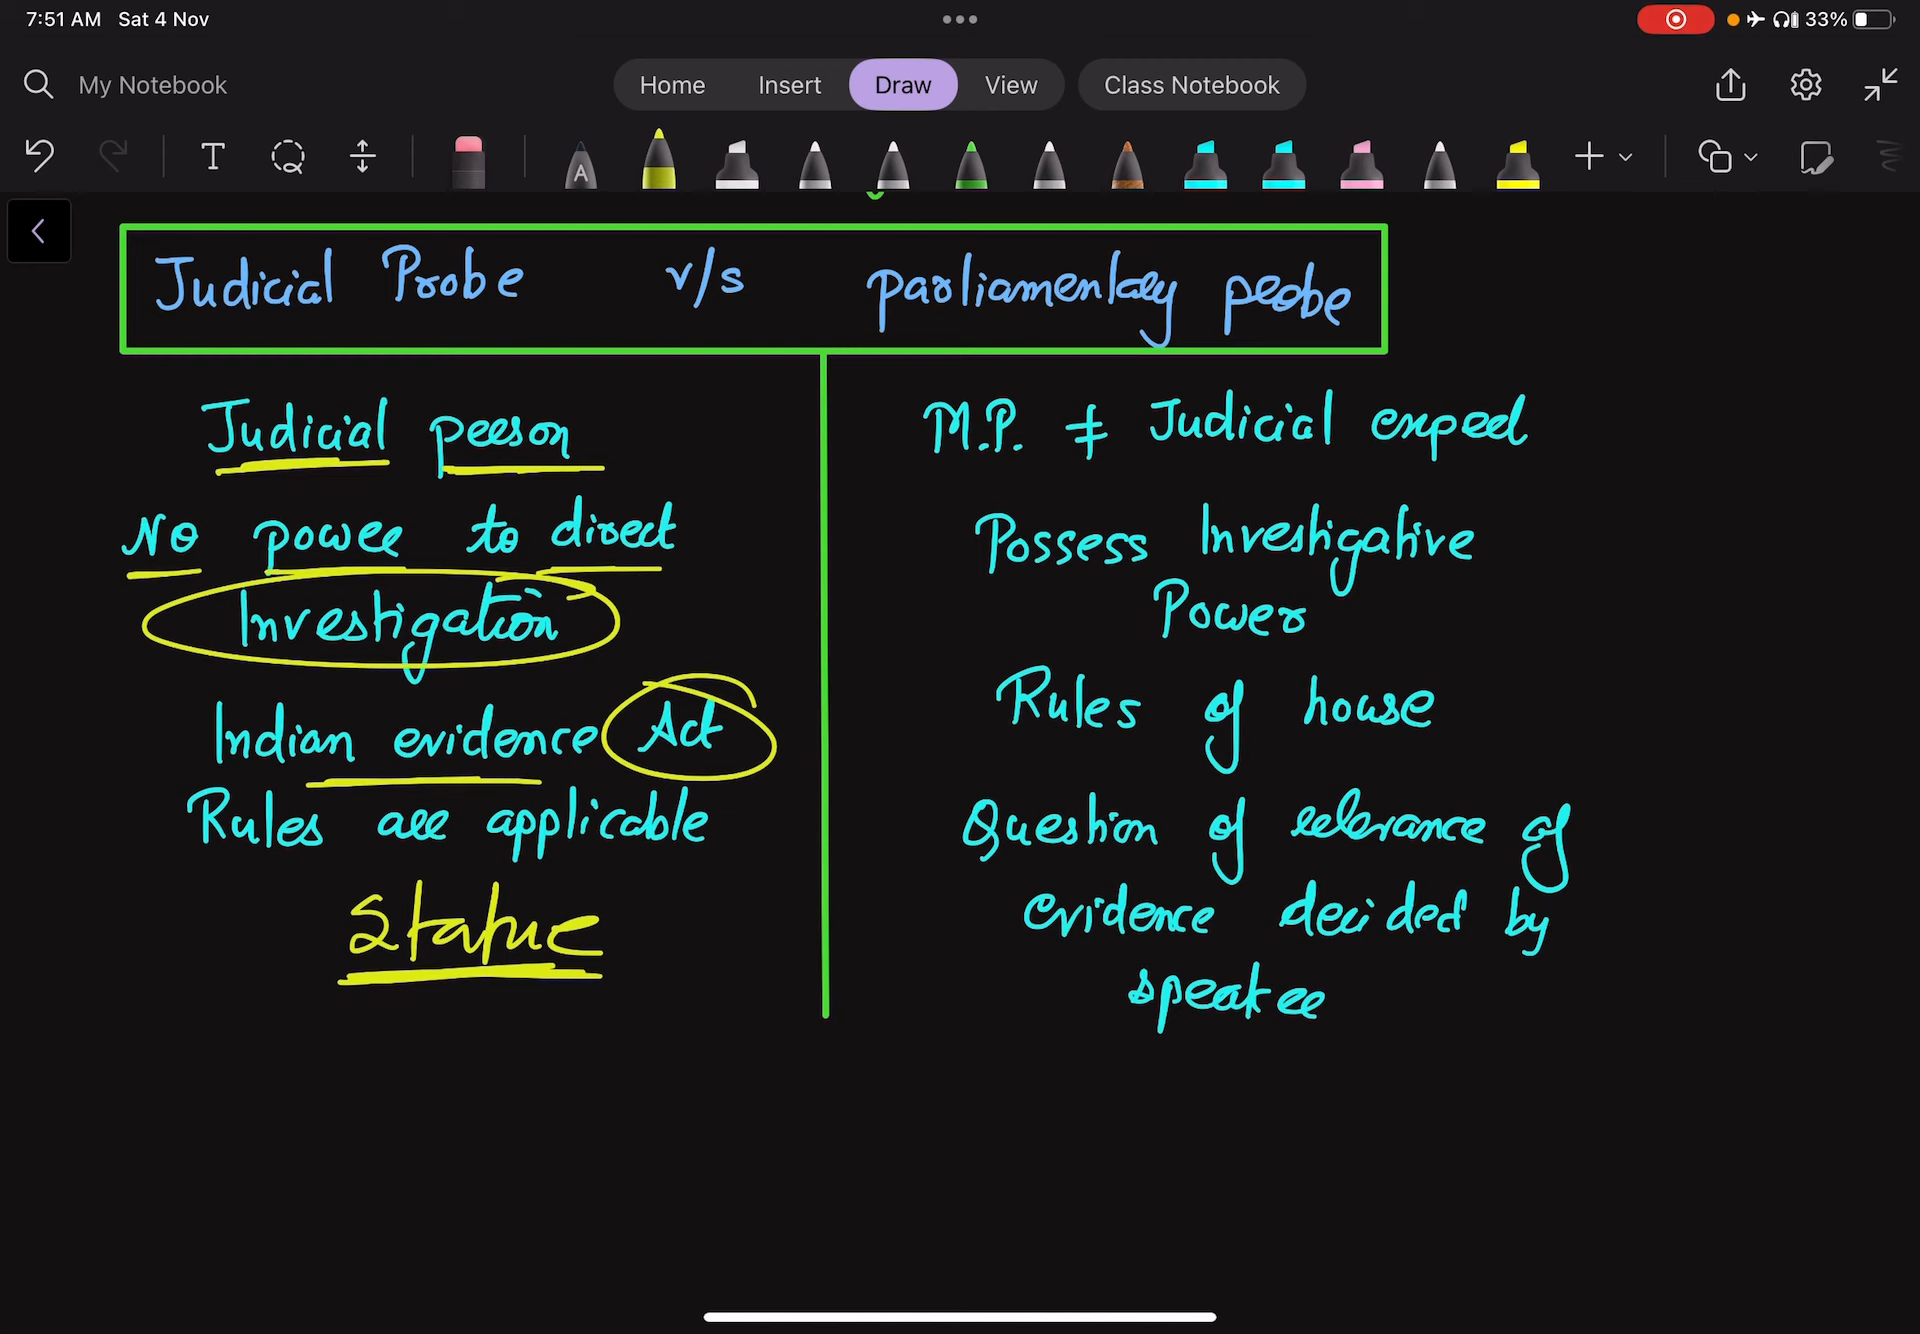 7:51 AM Sat 4 Nov
33%
My Notebook
Home Insert Draw View Class Notebook
T
A
Judicial Probe v/s parliamentary probe
Judicial person
No power to direct
Investigation
Indian evidence Act
Rules are applicable
Statue
M.P. ≠ Judicial exped
Possess Investigative
Power
Rules of house
Question of relevance of
evidence decided by
speaker